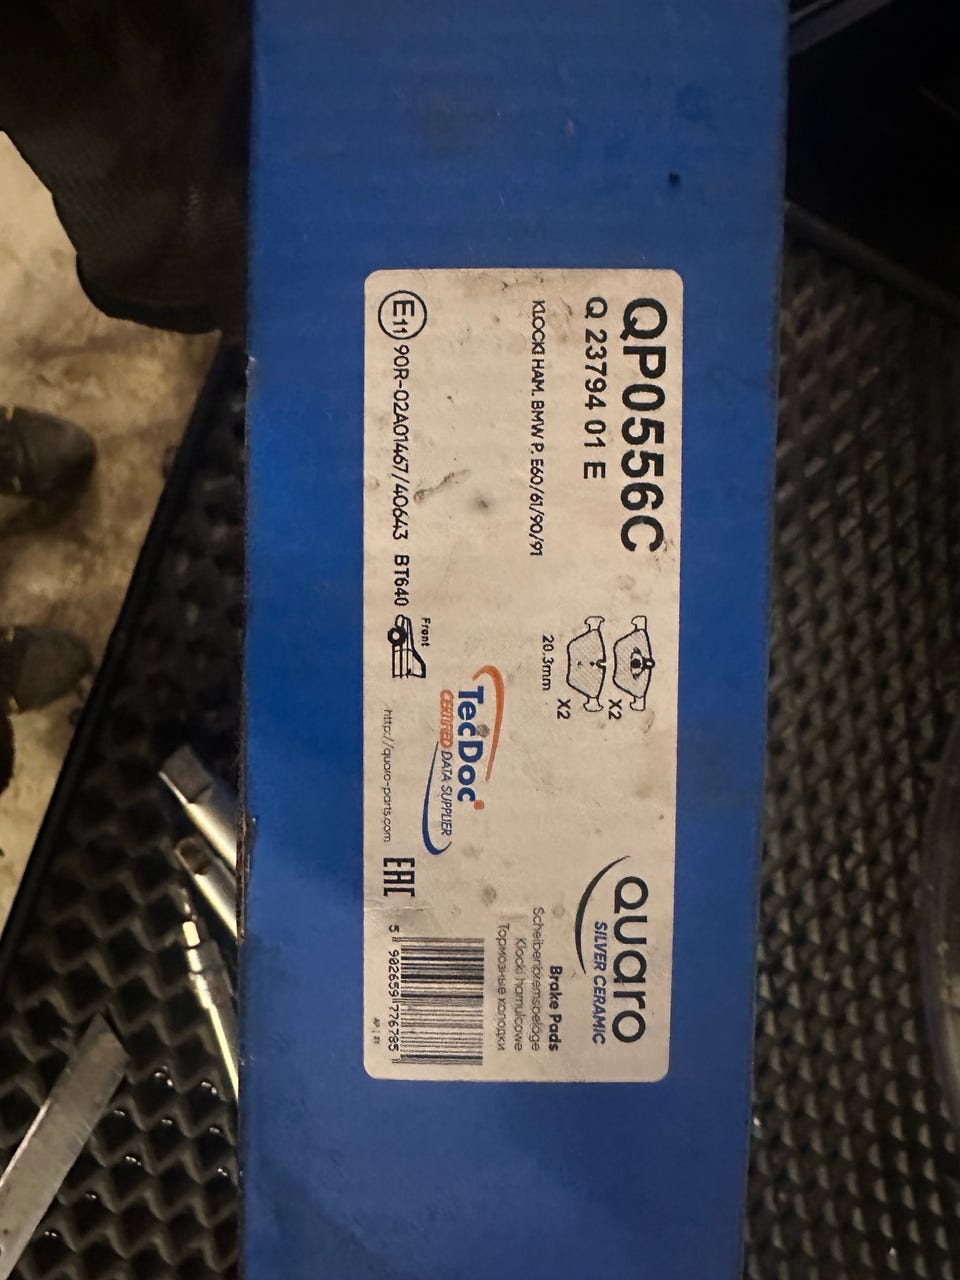 QP0556C
Q 23794 01 E
KLOCKI HAM. BMW P. E60/61/90/91
E11 90R-02A01467/40643 BT640
Front
X2
X2
20.3mm
TecDoc
CERTIFIED DATA SUPPLIER
http://quaro-parts.com
EAC
Quaro
SILVER CERAMIC
Brake Pads
Scheibenbremsbeläge
Klocki hamulcowe
Тормозные колодки
5 902659 776785